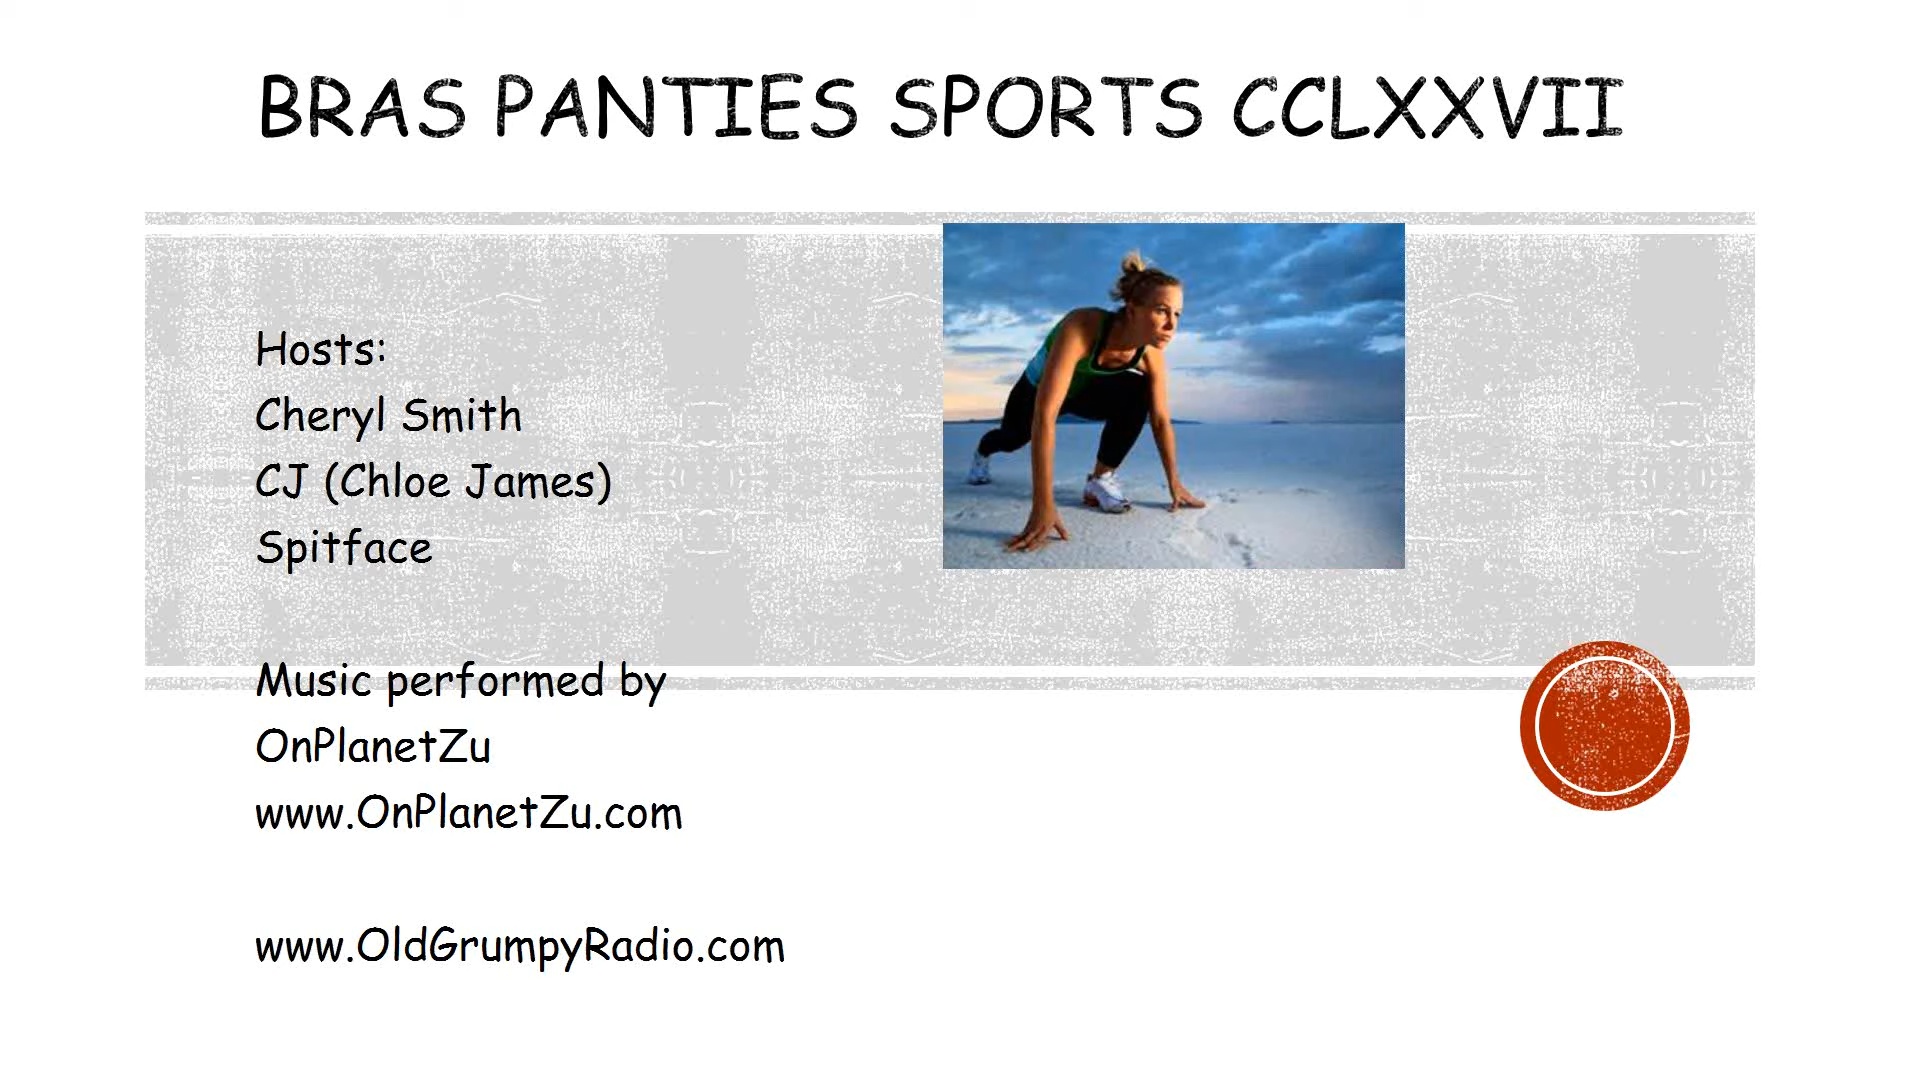 BRAS PANTIES SPORTS CCLXXVII
Hosts:
Cheryl Smith
CJ (Chloe James)
Spitface
Music performed by
OnPlanetZu
www.OnPlanetZu.com
www.OldGrumpyRadio.com